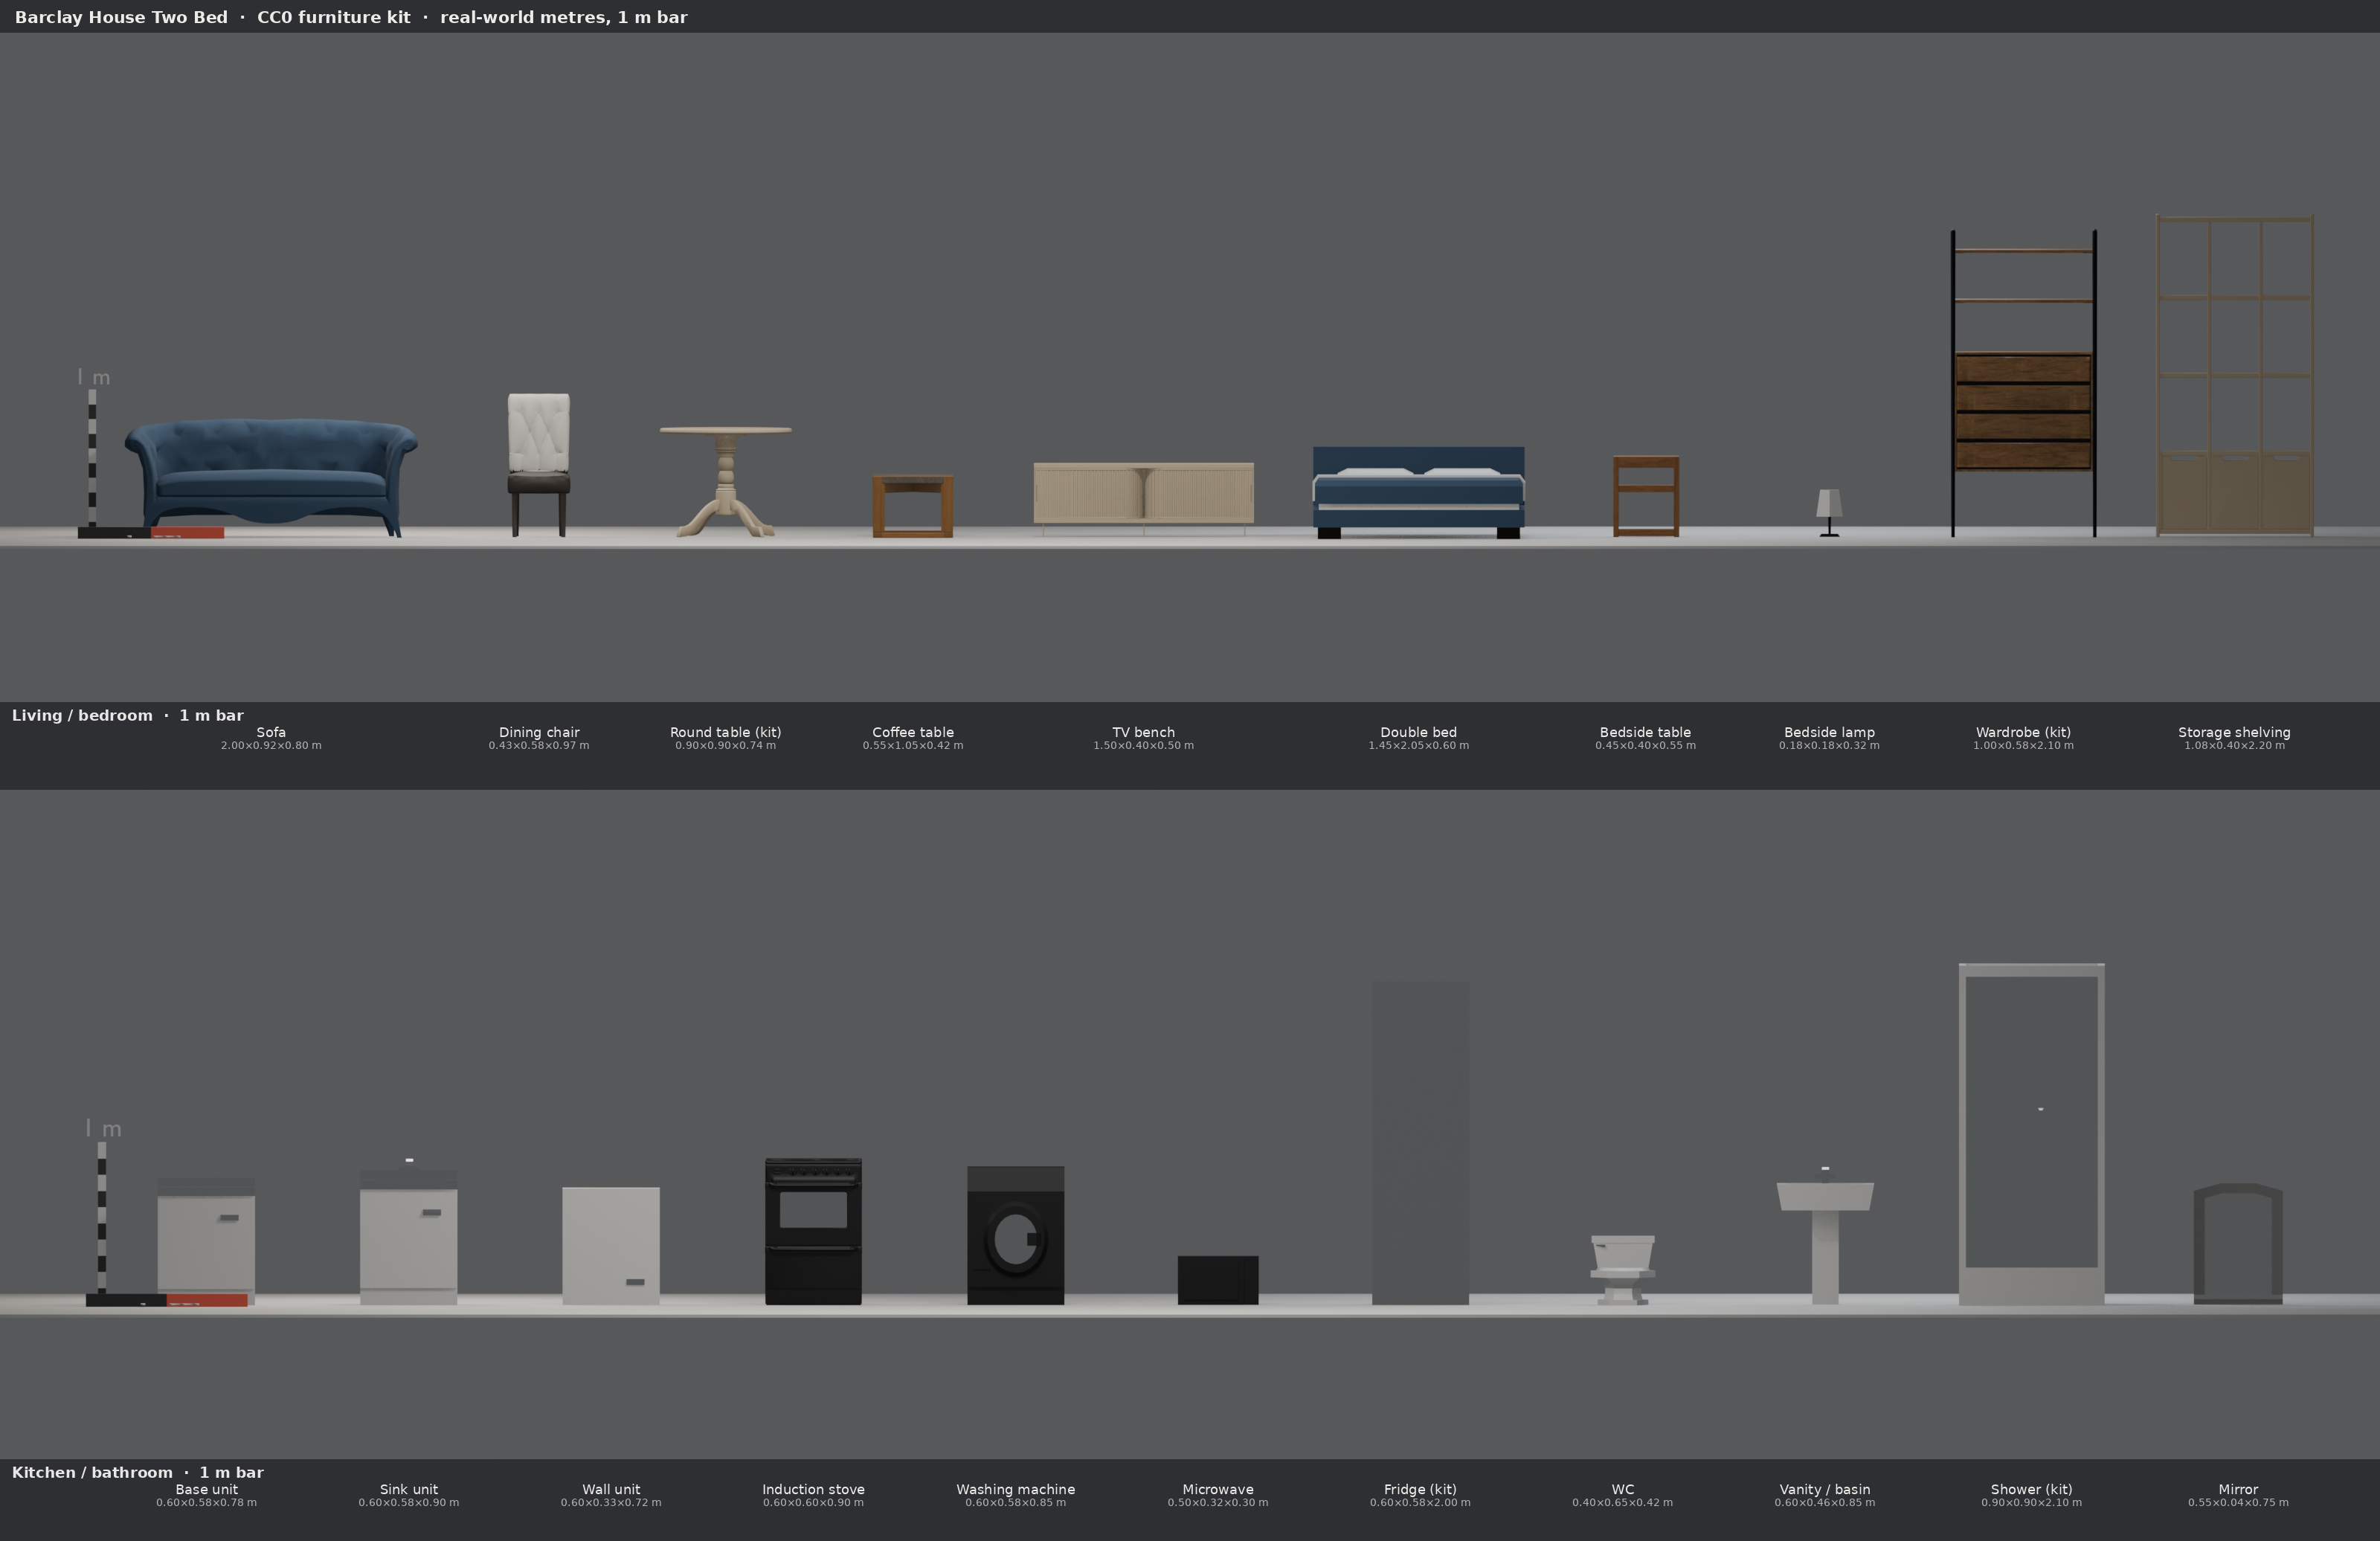 Barclay House Two Bed · CC0 furniture kit · real-world metres, 1 m bar
1 m
Living / bedroom · 1 m bar
Sofa
2.00×0.92×0.80 m
Dining chair
0.43×0.58×0.97 m
Round table (kit)
0.90×0.90×0.74 m
Coffee table
0.55×1.05×0.42 m
TV bench
1.50×0.40×0.50 m
Double bed
1.45×2.05×0.60 m
Bedside table
0.45×0.40×0.55 m
Bedside lamp
0.18×0.18×0.32 m
Wardrobe (kit)
1.00×0.58×2.10 m
Storage shelving
1.08×0.40×2.20 m
1 m
Kitchen / bathroom · 1 m bar
Base unit
0.60×0.58×0.78 m
Sink unit
0.60×0.58×0.90 m
Wall unit
0.60×0.33×0.72 m
Induction stove
0.60×0.60×0.90 m
Washing machine
0.60×0.58×0.85 m
Microwave
0.50×0.32×0.30 m
Fridge (kit)
0.60×0.58×2.00 m
WC
0.40×0.65×0.42 m
Vanity / basin
0.60×0.46×0.85 m
Shower (kit)
0.90×0.90×2.10 m
Mirror
0.55×0.04×0.75 m